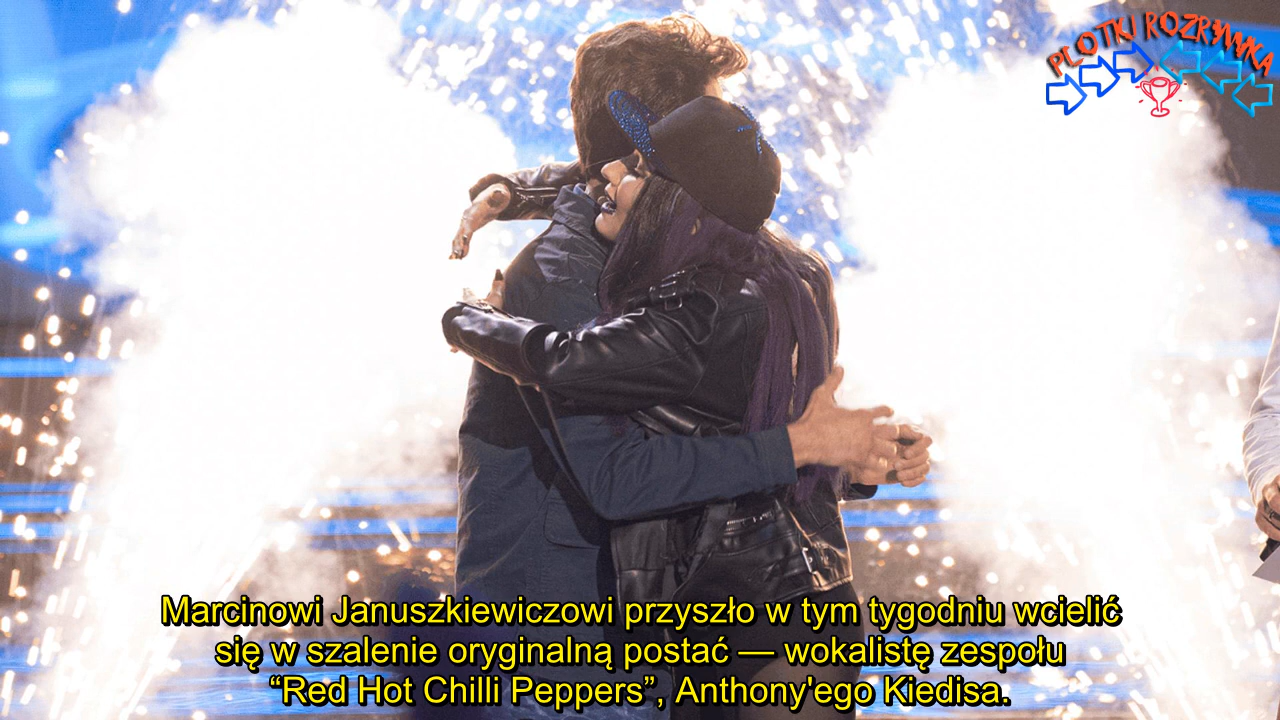 PLOTKI ROZRYWKA
Marcinowi Januszkiewiczowi przyszło w tym tygodniu wcielić
się w szalenie oryginalną postać — wokalistę zespołu
“Red Hot Chilli Peppers”, Anthony'ego Kiedisa.